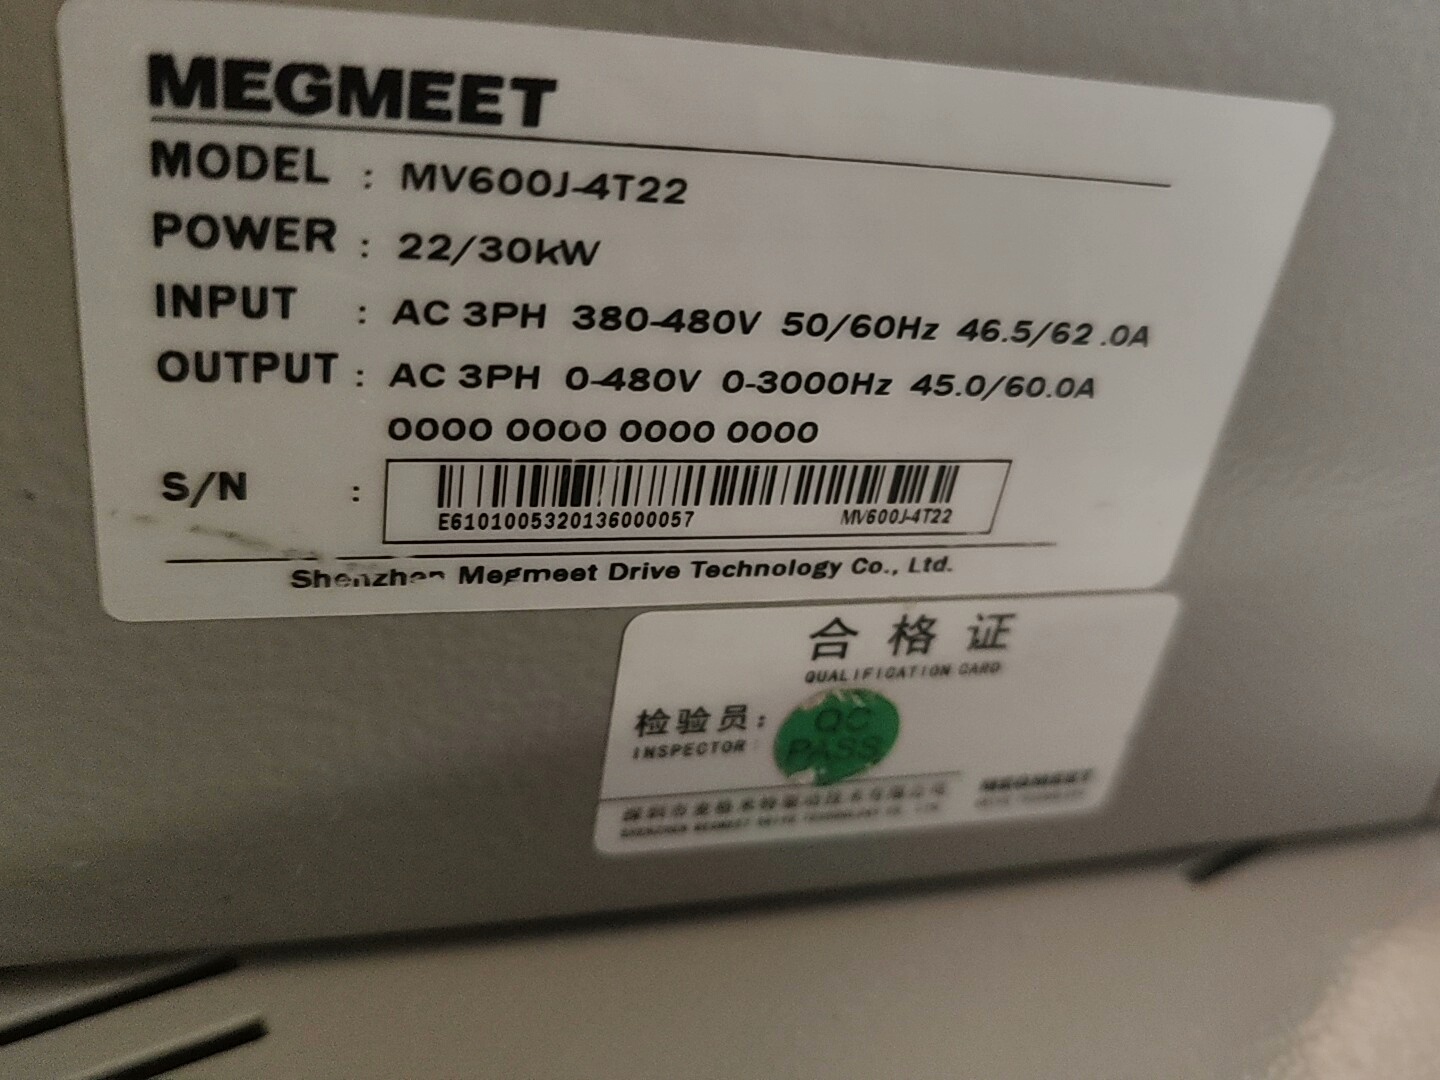 MEGMEET
MODEL : MV600J-4T22
POWER : 22/30kW
INPUT : AC 3PH 380-480V 50/60Hz 46.5/62.0A
OUTPUT : AC 3PH 0-480V 0-3000Hz 45.0/60.0A
0000 0000 0000 0000
S/N :
E6101005320136000057 MV600J-4T22
Shenzhen Megmeet Drive Technology Co., Ltd.
合格证
QUALIFICATION CARD
检验员:
INSPECTOR
QC
PASS
MEGMEET